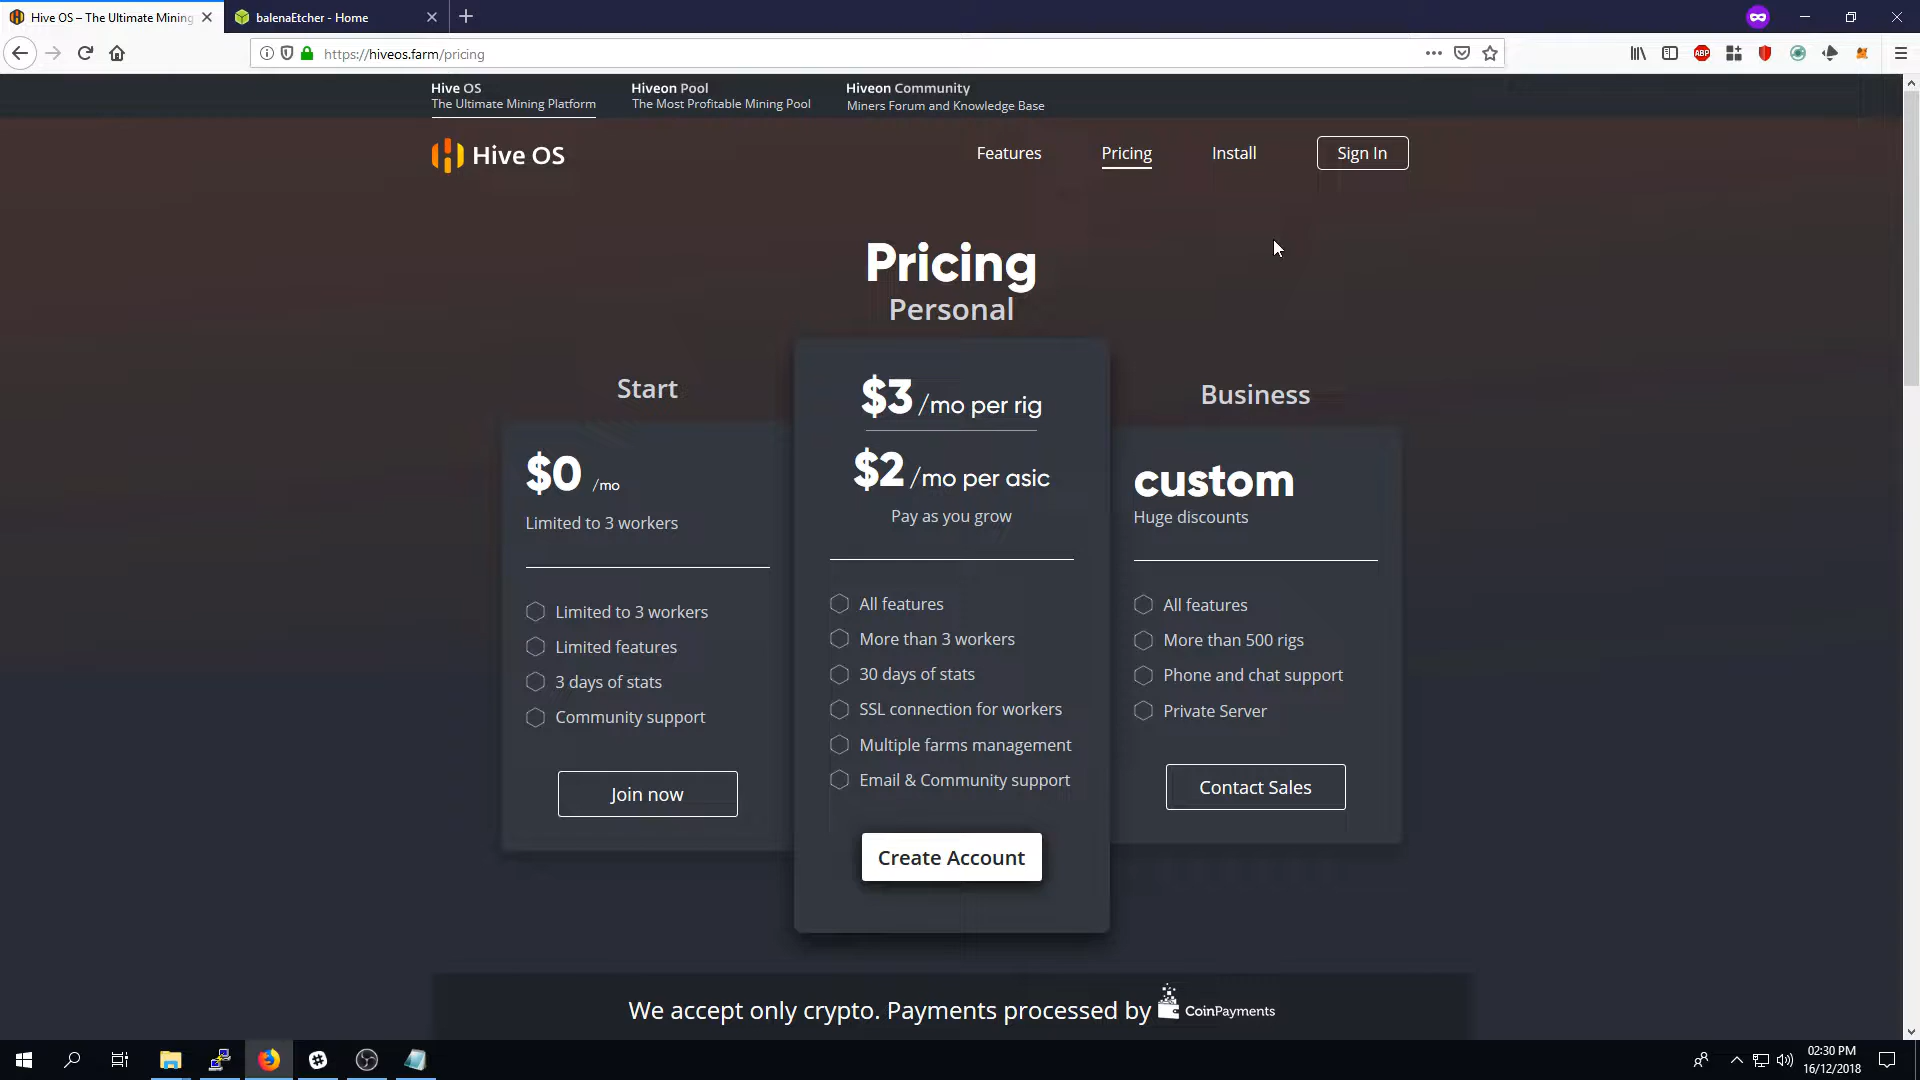 Hive OS – The Ultimate Mining
balenaEtcher - Home
https://hiveos.farm/pricing
ABP
Hive OS
The Ultimate Mining Platform
Hiveon Pool
The Most Profitable Mining Pool
Hiveon Community
Miners Forum and Knowledge Base
Hive OS
Features
Pricing
Install
Sign In
Pricing
Start
$0 /mo
Limited to 3 workers
Limited to 3 workers
Limited features
3 days of stats
Community support
Join now
Personal
$3 /mo per rig
$2 /mo per asic
Pay as you grow
All features
More than 3 workers
30 days of stats
SSL connection for workers
Multiple farms management
Email & Community support
Create Account
Business
custom
Huge discounts
All features
More than 500 rigs
Phone and chat support
Private Server
Contact Sales
We accept only crypto. Payments processed by CoinPayments
02:30 PM
16/12/2018